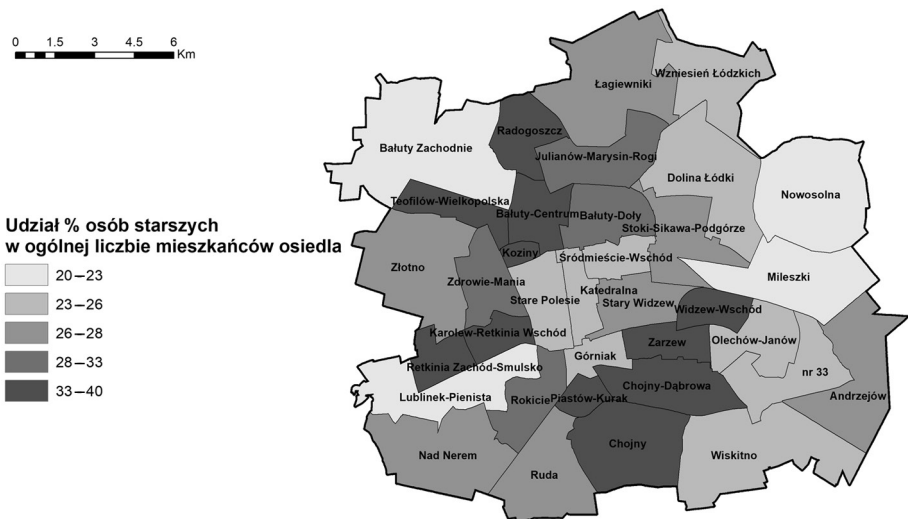 0 1.5 3 4.5 6
Km
Wzniesień Łódzkich
Łagiewniki
Radogoszcz
Bałuty Zachodnie
Julianów-Marysin-Rogi
Dolina Łódki
Nowosolna
Teofilów-Wielkopolska
Bałuty-Centrum
Bałuty-Doły
Stoki-Sikawa-Podgórze
Udział % osób starszych
w ogólnej liczbie mieszkańców osiedla
20–23
23–26
26–28
28–33
33–40
Koziny
Śródmieście-Wschód
Złotno
Zdrowie-Mania
Mileszki
Katedralna
Stare Polesie
Stary Widzew
Widzew-Wschód
Karolew-Retkinia Wschód
Zarzew
Olechów-Janów
Górniak
Retkinia Zachód-Smulsko
nr 33
Chojny-Dąbrowa
Lublinek-Pienista
Rokicie
Piastów-Kurak
Andrzejów
Chojny
Nad Nerem
Wiskitno
Ruda